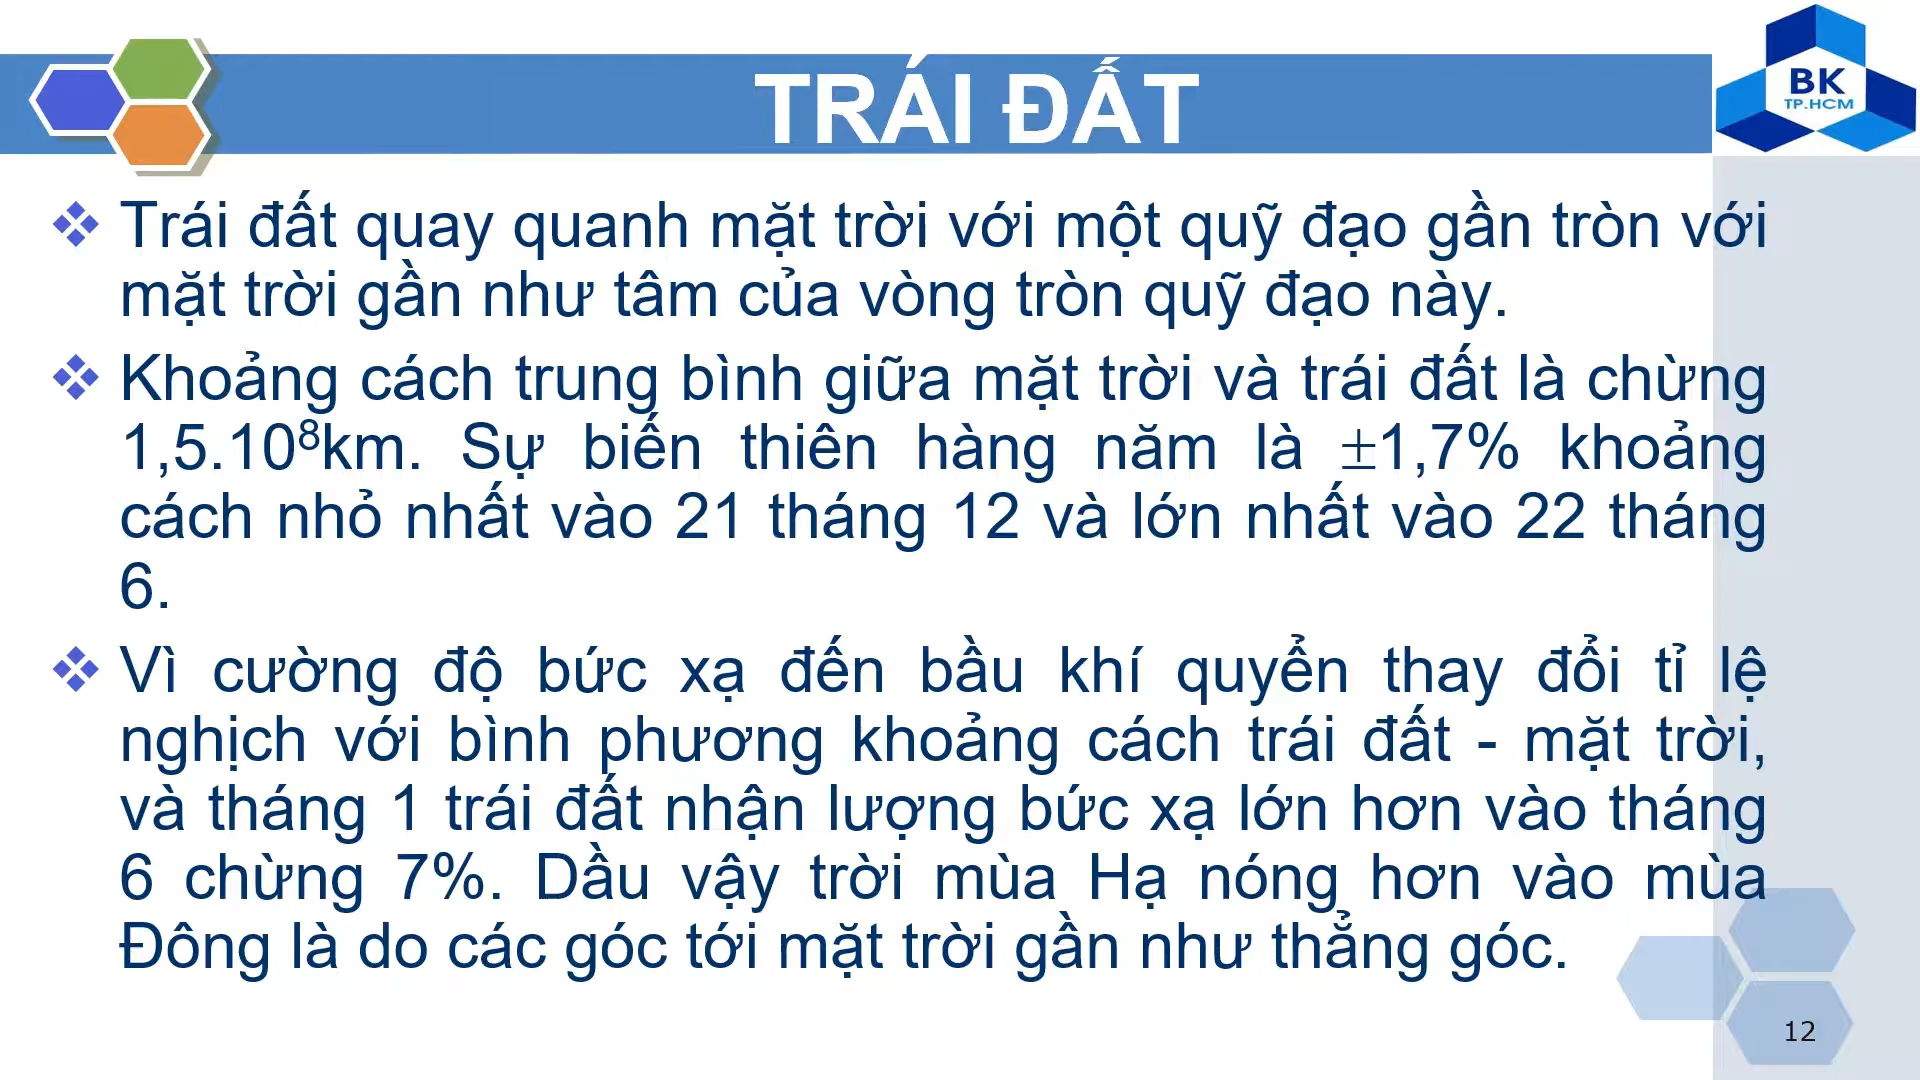 TRÁI ĐẤT
BK
TP.HCM
❖ Trái đất quay quanh mặt trời với một quỹ đạo gần tròn với
mặt trời gần như tâm của vòng tròn quỹ đạo này.
❖ Khoảng cách trung bình giữa mặt trời và trái đất là chừng
1,5.10⁸km. Sự biến thiên hàng năm là ±1,7% khoảng
cách nhỏ nhất vào 21 tháng 12 và lớn nhất vào 22 tháng
6.
❖ Vì cường độ bức xạ đến bầu khí quyển thay đổi tỉ lệ
nghịch với bình phương khoảng cách trái đất - mặt trời,
và tháng 1 trái đất nhận lượng bức xạ lớn hơn vào tháng
6 chừng 7%. Dầu vậy trời mùa Hạ nóng hơn vào mùa
Đông là do các góc tới mặt trời gần như thẳng góc.
12